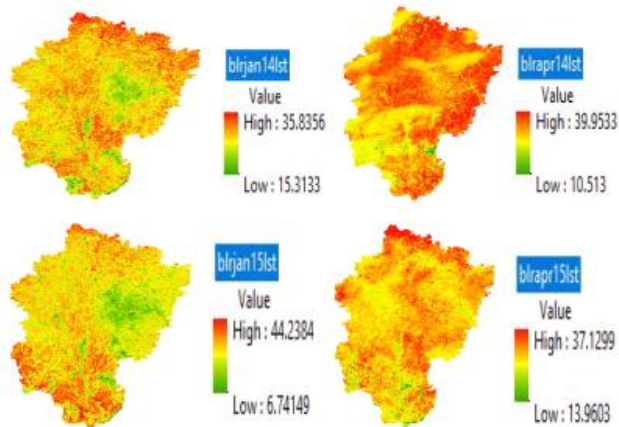 blrjan14lst
Value
High : 35.8356
Low : 15.3133
blrapr14lst
Value
High : 39.9533
Low : 10.513
blrjan15lst
Value
High : 44.2384
Low : 6.74149
blrapr15lst
Value
High : 37.1299
Low : 13.9603